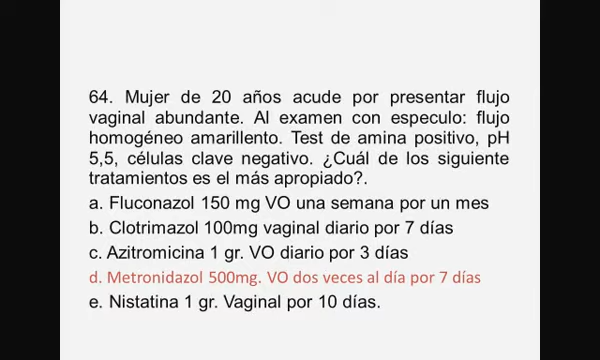 64. Mujer de 20 años acude por presentar flujo
vaginal abundante. Al examen con especulo: flujo
homogéneo amarillento. Test de amina positivo, pH
5,5, células clave negativo. ¿Cuál de los siguiente
tratamientos es el más apropiado?.
a. Fluconazol 150 mg VO una semana por un mes
b. Clotrimazol 100mg vaginal diario por 7 días
c. Azitromicina 1 gr. VO diario por 3 días
d. Metronidazol 500mg. VO dos veces al día por 7 días
e. Nistatina 1 gr. Vaginal por 10 días.